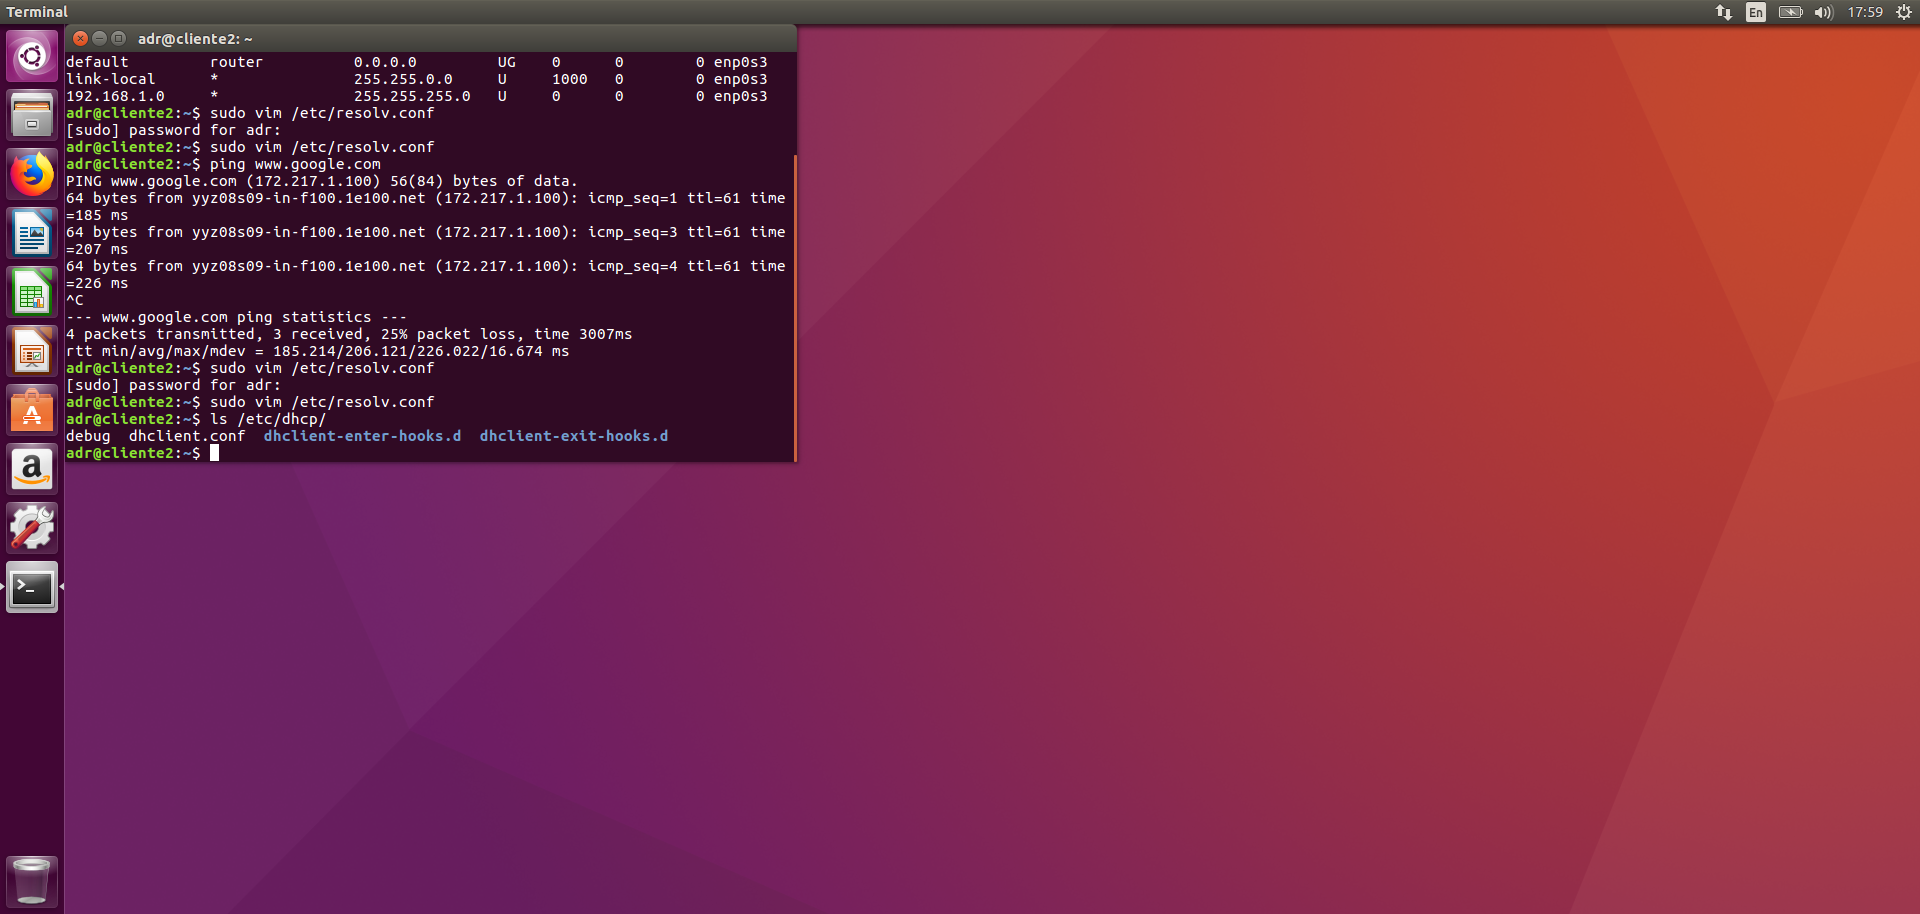 Terminal
En
17:59
adr@cliente2: ~
default         router          0.0.0.0         UG    0      0        0 enp0s3
link-local      *               255.255.0.0     U     1000   0        0 enp0s3
192.168.1.0     *               255.255.255.0   U     0      0        0 enp0s3
adr@cliente2:~$ sudo vim /etc/resolv.conf
[sudo] password for adr:
adr@cliente2:~$ sudo vim /etc/resolv.conf
adr@cliente2:~$ ping www.google.com
PING www.google.com (172.217.1.100) 56(84) bytes of data.
64 bytes from yyz08s09-in-f100.1e100.net (172.217.1.100): icmp_seq=1 ttl=61 time
=185 ms
64 bytes from yyz08s09-in-f100.1e100.net (172.217.1.100): icmp_seq=3 ttl=61 time
=207 ms
64 bytes from yyz08s09-in-f100.1e100.net (172.217.1.100): icmp_seq=4 ttl=61 time
=226 ms
^C
--- www.google.com ping statistics ---
4 packets transmitted, 3 received, 25% packet loss, time 3007ms
rtt min/avg/max/mdev = 185.214/206.121/226.022/16.674 ms
adr@cliente2:~$ sudo vim /etc/resolv.conf
[sudo] password for adr:
adr@cliente2:~$ sudo vim /etc/resolv.conf
adr@cliente2:~$ ls /etc/dhcp/
debug  dhclient.conf  dhclient-enter-hooks.d  dhclient-exit-hooks.d
adr@cliente2:~$